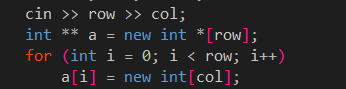 cin >> row >> col;
int ** a = new int *[row];
for (int i = 0; i < row; i++)
    a[i] = new int[col];